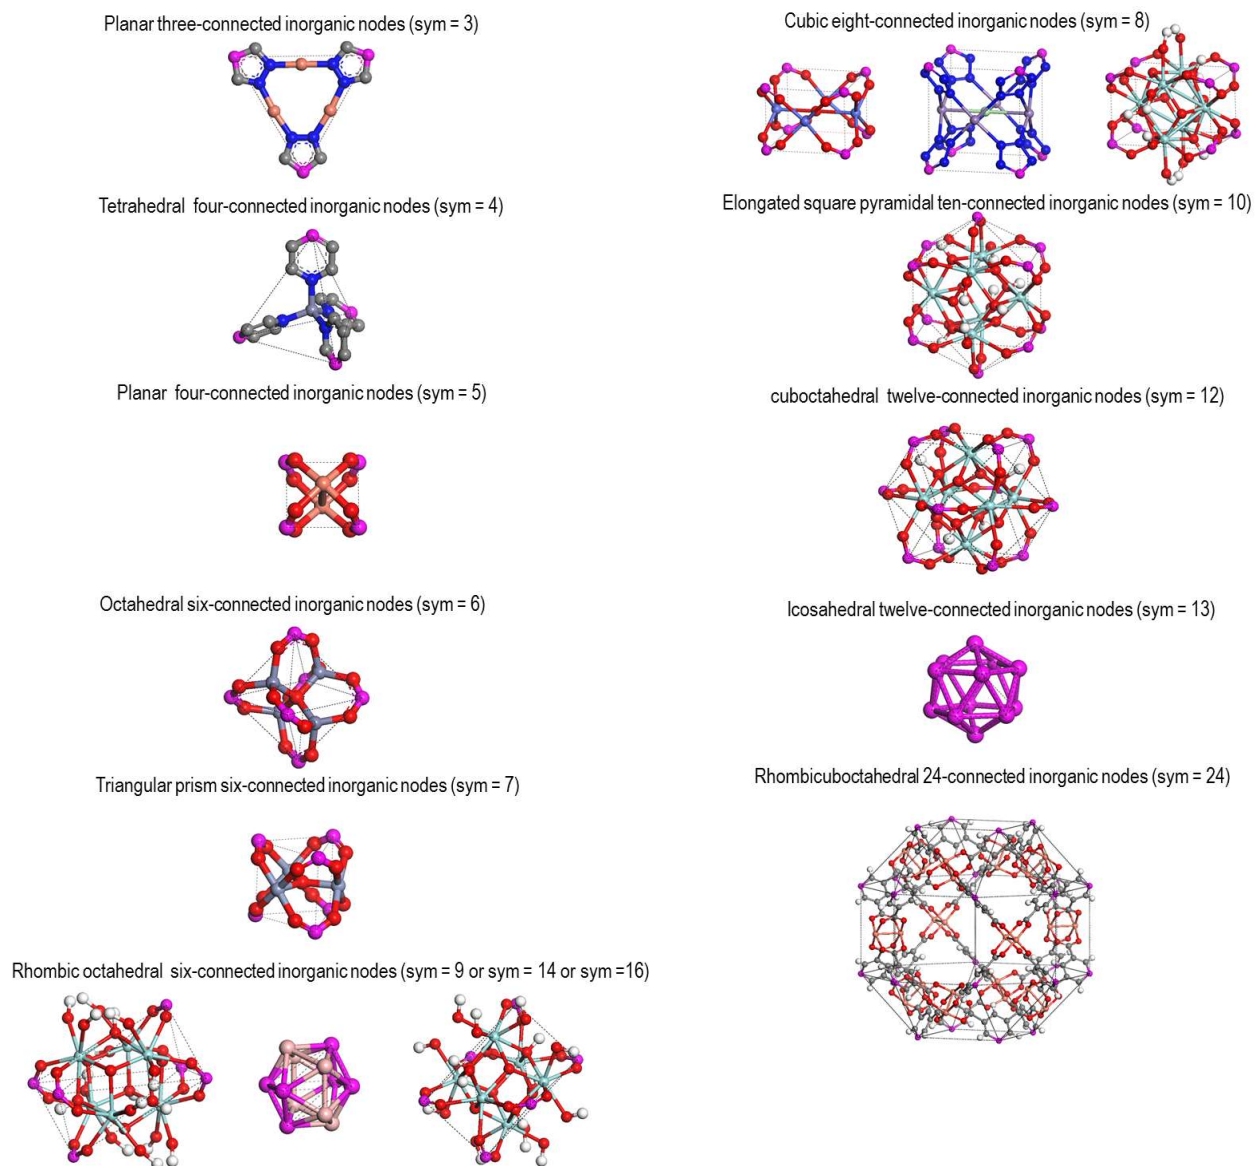 Planar three-connected inorganic nodes (sym = 3)
Tetrahedral four-connected inorganic nodes (sym = 4)
Planar four-connected inorganic nodes (sym = 5)
Octahedral six-connected inorganic nodes (sym = 6)
Triangular prism six-connected inorganic nodes (sym = 7)
Rhombic octahedral six-connected inorganic nodes (sym = 9 or sym = 14 or sym =16)
Cubic eight-connected inorganic nodes (sym = 8)
Elongated square pyramidal ten-connected inorganic nodes (sym = 10)
cuboctahedral twelve-connected inorganic nodes (sym = 12)
Icosahedral twelve-connected inorganic nodes (sym = 13)
Rhombicuboctahedral 24-connected inorganic nodes (sym = 24)